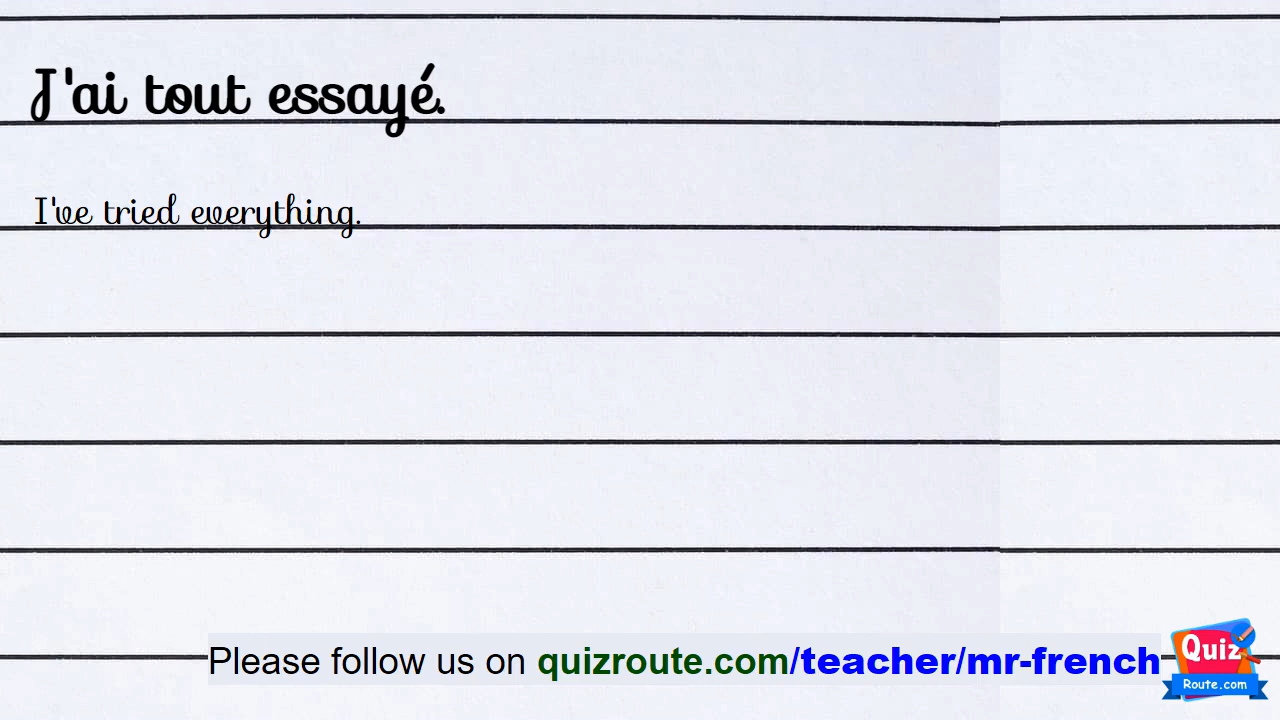 J'ai tout essayé.
I've tried everything.
Please follow us on quizroute.com/teacher/mr-french
Quiz
Route.com